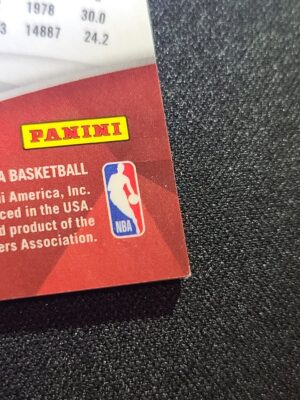 1978 30.0
3 14887 24.2
PANINI
A BASKETBALL
ni America, Inc.
ced in the USA.
d product of the
ers Association.
NBA